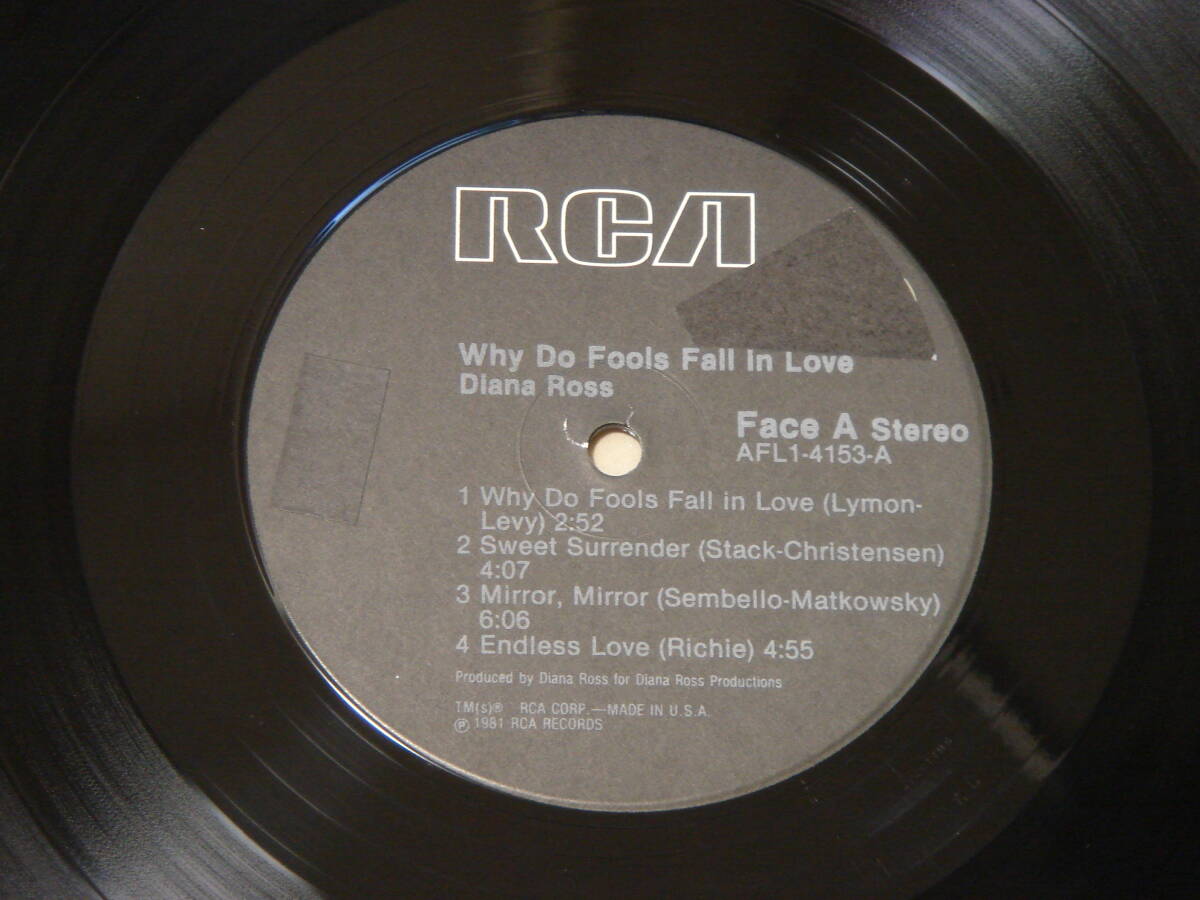 RCA
Why Do Fools Fall in Love
Diana Ross
Face A Stereo
AFL1-4153-A
1 Why Do Fools Fall in Love (Lymon-
Levy) 2:52
2 Sweet Surrender (Stack-Christensen)
4:07
3 Mirror, Mirror (Sembello-Matkowsky)
6:06
4 Endless Love (Richie) 4:55
Produced by Diana Ross for Diana Ross Productions
TM(s)® RCA CORP.—MADE IN U.S.A.
℗ 1981 RCA RECORDS